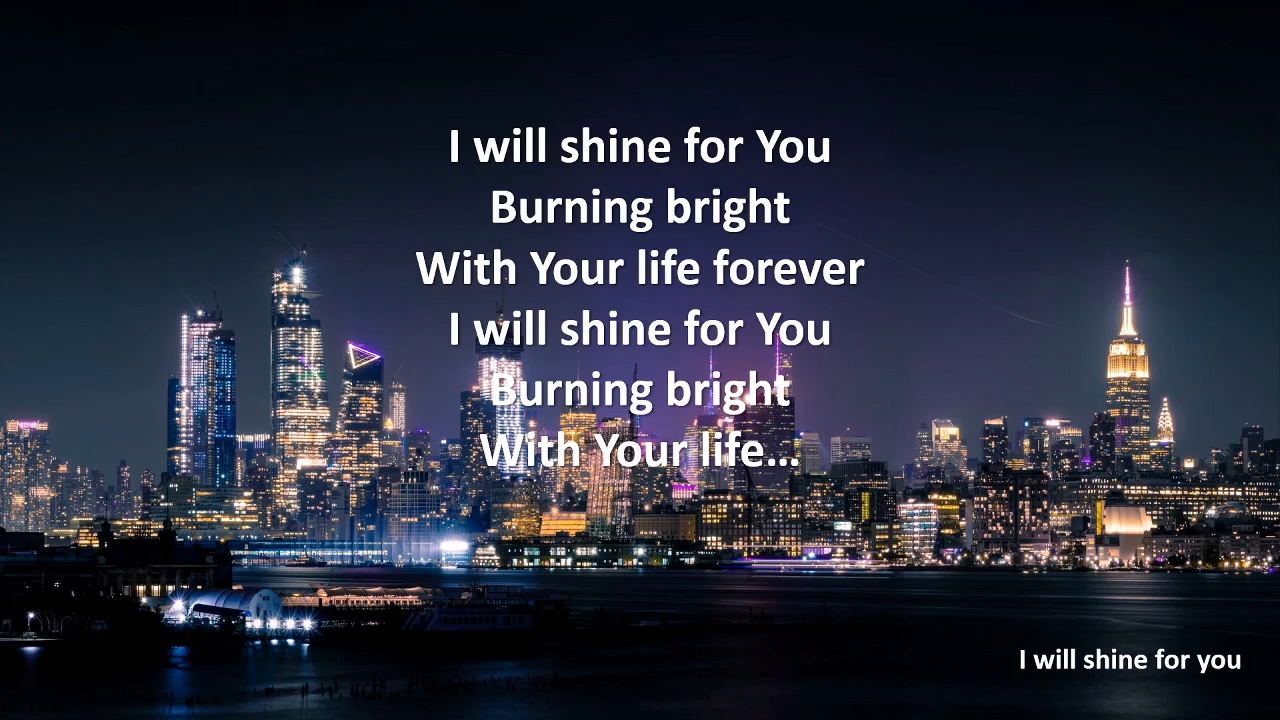 I will shine for You
Burning bright
With Your life forever
I will shine for You
Burning bright
With Your life...
I will shine for you